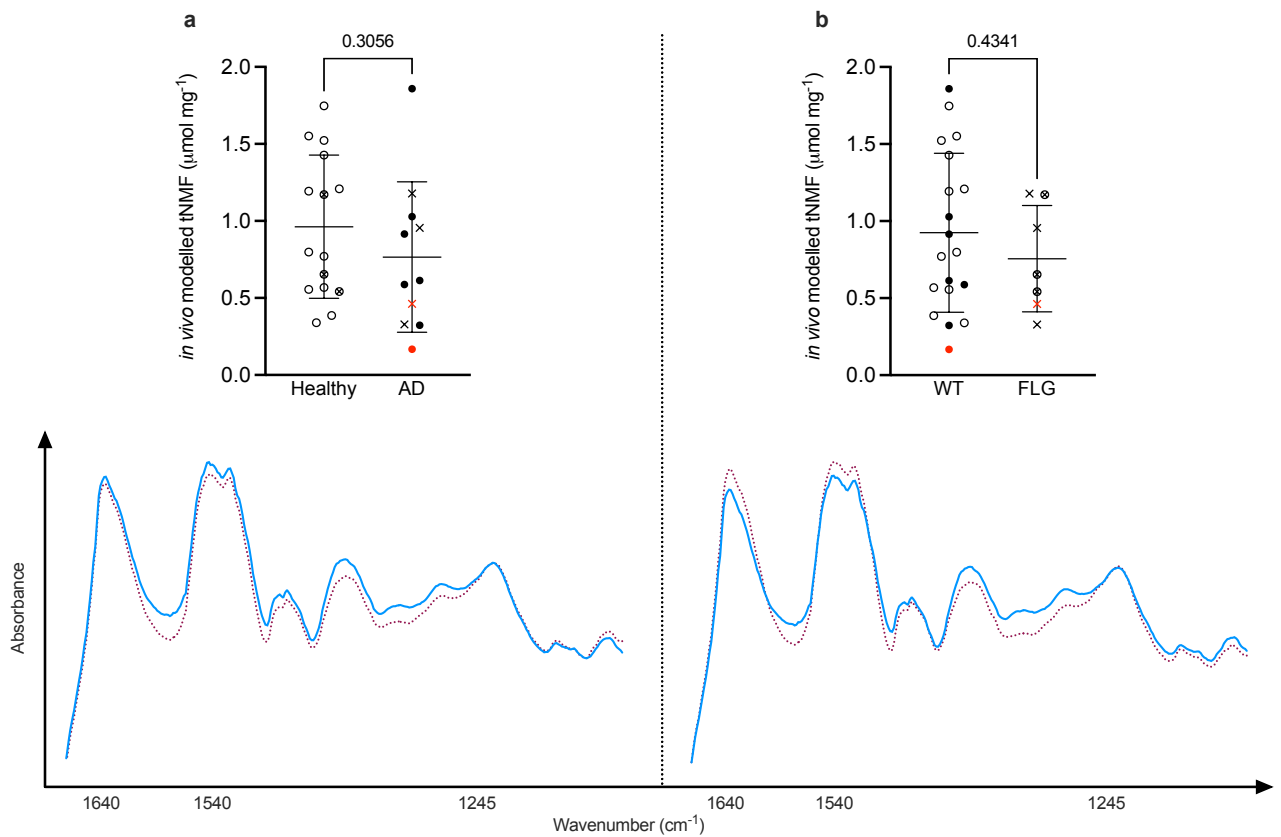 a
0.3056
2.0
1.5
1.0
0.5
0.0
in vivo modelled tNMF (μmol mg-1)
Healthy AD
b
0.4341
2.0
1.5
1.0
0.5
0.0
in vivo modelled tNMF (μmol mg-1)
WT FLG
Absorbance
1640 1540 1245 1640 1540 1245
Wavenumber (cm-1)